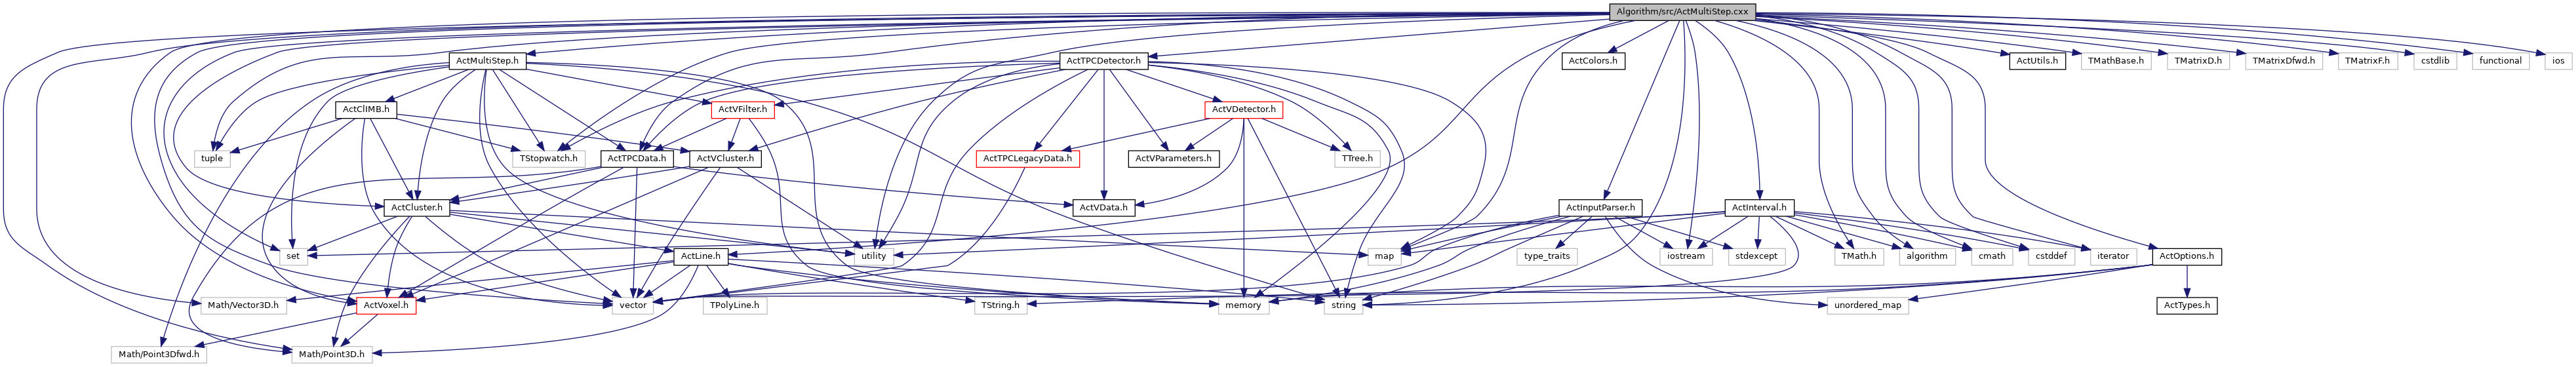 Algorithm/src/ActMultiStep.cxx
ActMultiStep.h
ActTPCDetector.h
ActColors.h
ActUtils.h
TMathBase.h
TMatrixD.h
TMatrixDfwd.h
TMatrixF.h
cstdlib
functional
ios
ActClIMB.h
ActVFilter.h
ActVDetector.h
tuple
TStopwatch.h
ActTPCData.h
ActVCluster.h
ActTPCLegacyData.h
ActVParameters.h
TTree.h
ActCluster.h
ActVData.h
ActInputParser.h
ActInterval.h
set
ActLine.h
utility
map
type_traits
iostream
stdexcept
TMath.h
algorithm
cmath
cstddef
iterator
ActOptions.h
Math/Vector3D.h
ActVoxel.h
vector
TPolyLine.h
TString.h
memory
string
unordered_map
ActTypes.h
Math/Point3Dfwd.h
Math/Point3D.h